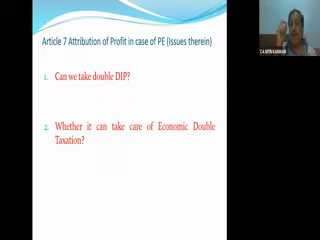 Article 7 Attribution of Profit in case of PE (Issues therein)
1. Can we take double DIP?
2. Whether it can take care of Economic Double
Taxation?